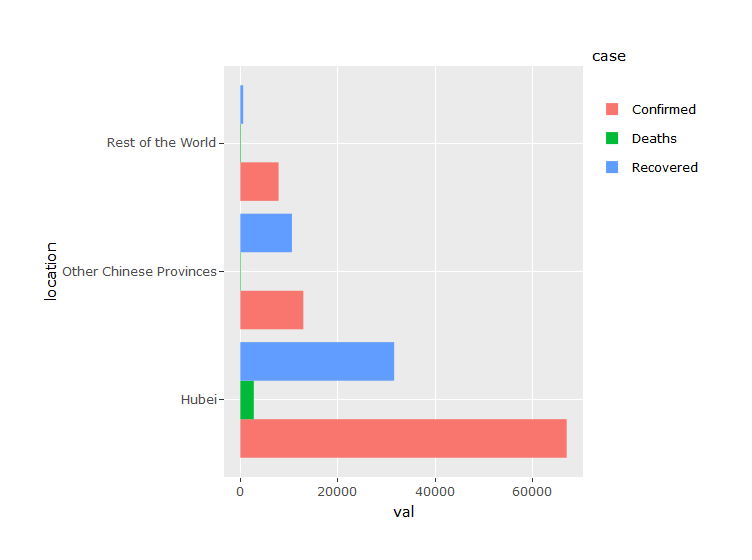 case
Confirmed
Deaths
Recovered
location
Rest of the World
Other Chinese Provinces
Hubei
0 20000 40000 60000
val